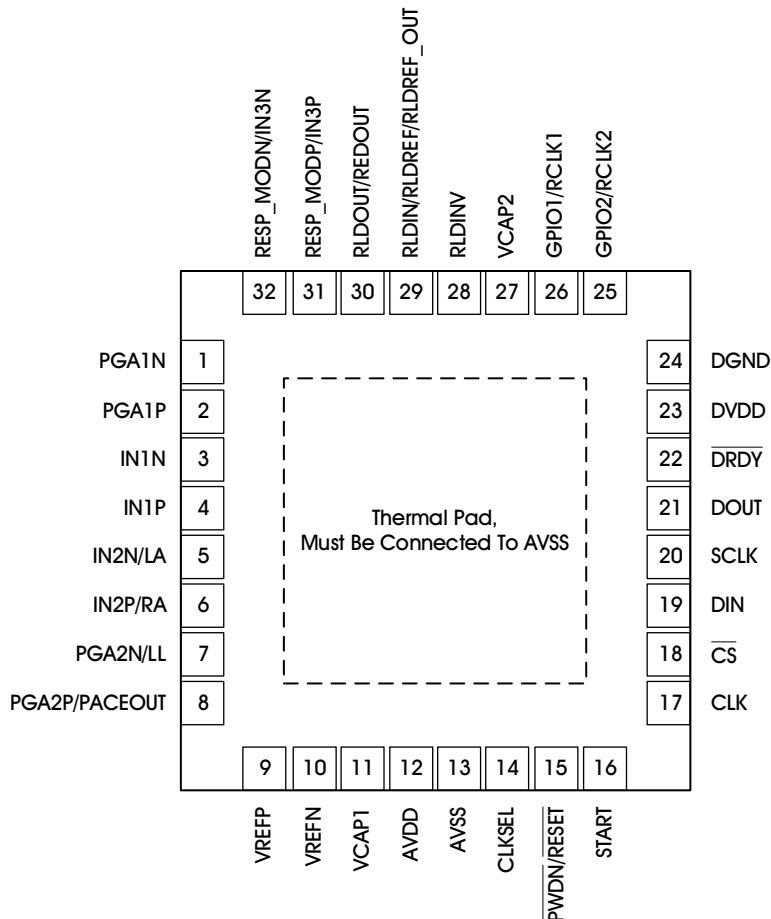 RESP_MODN/IN3N
RESP_MODP/IN3P
RLDOUT/REDOUT
RLDIN/RLDREF/RLDREF_OUT
RLDINV
VCAP2
GPIO1/RCLK1
GPIO2/RCLK2
32 31 30 29 28 27 26 25
PGA1N 1
PGA1P 2
IN1N 3
IN1P 4
IN2N/LA 5
IN2P/RA 6
PGA2N/LL 7
PGA2P/PACEOUT 8
Thermal Pad,
Must Be Connected To AVSS
24 DGND
23 DVDD
22 DRDY
21 DOUT
20 SCLK
19 DIN
18 CS
17 CLK
9 10 11 12 13 14 15 16
VREFP
VREFN
VCAP1
AVDD
AVSS
CLKSEL
PWDN/RESET
START